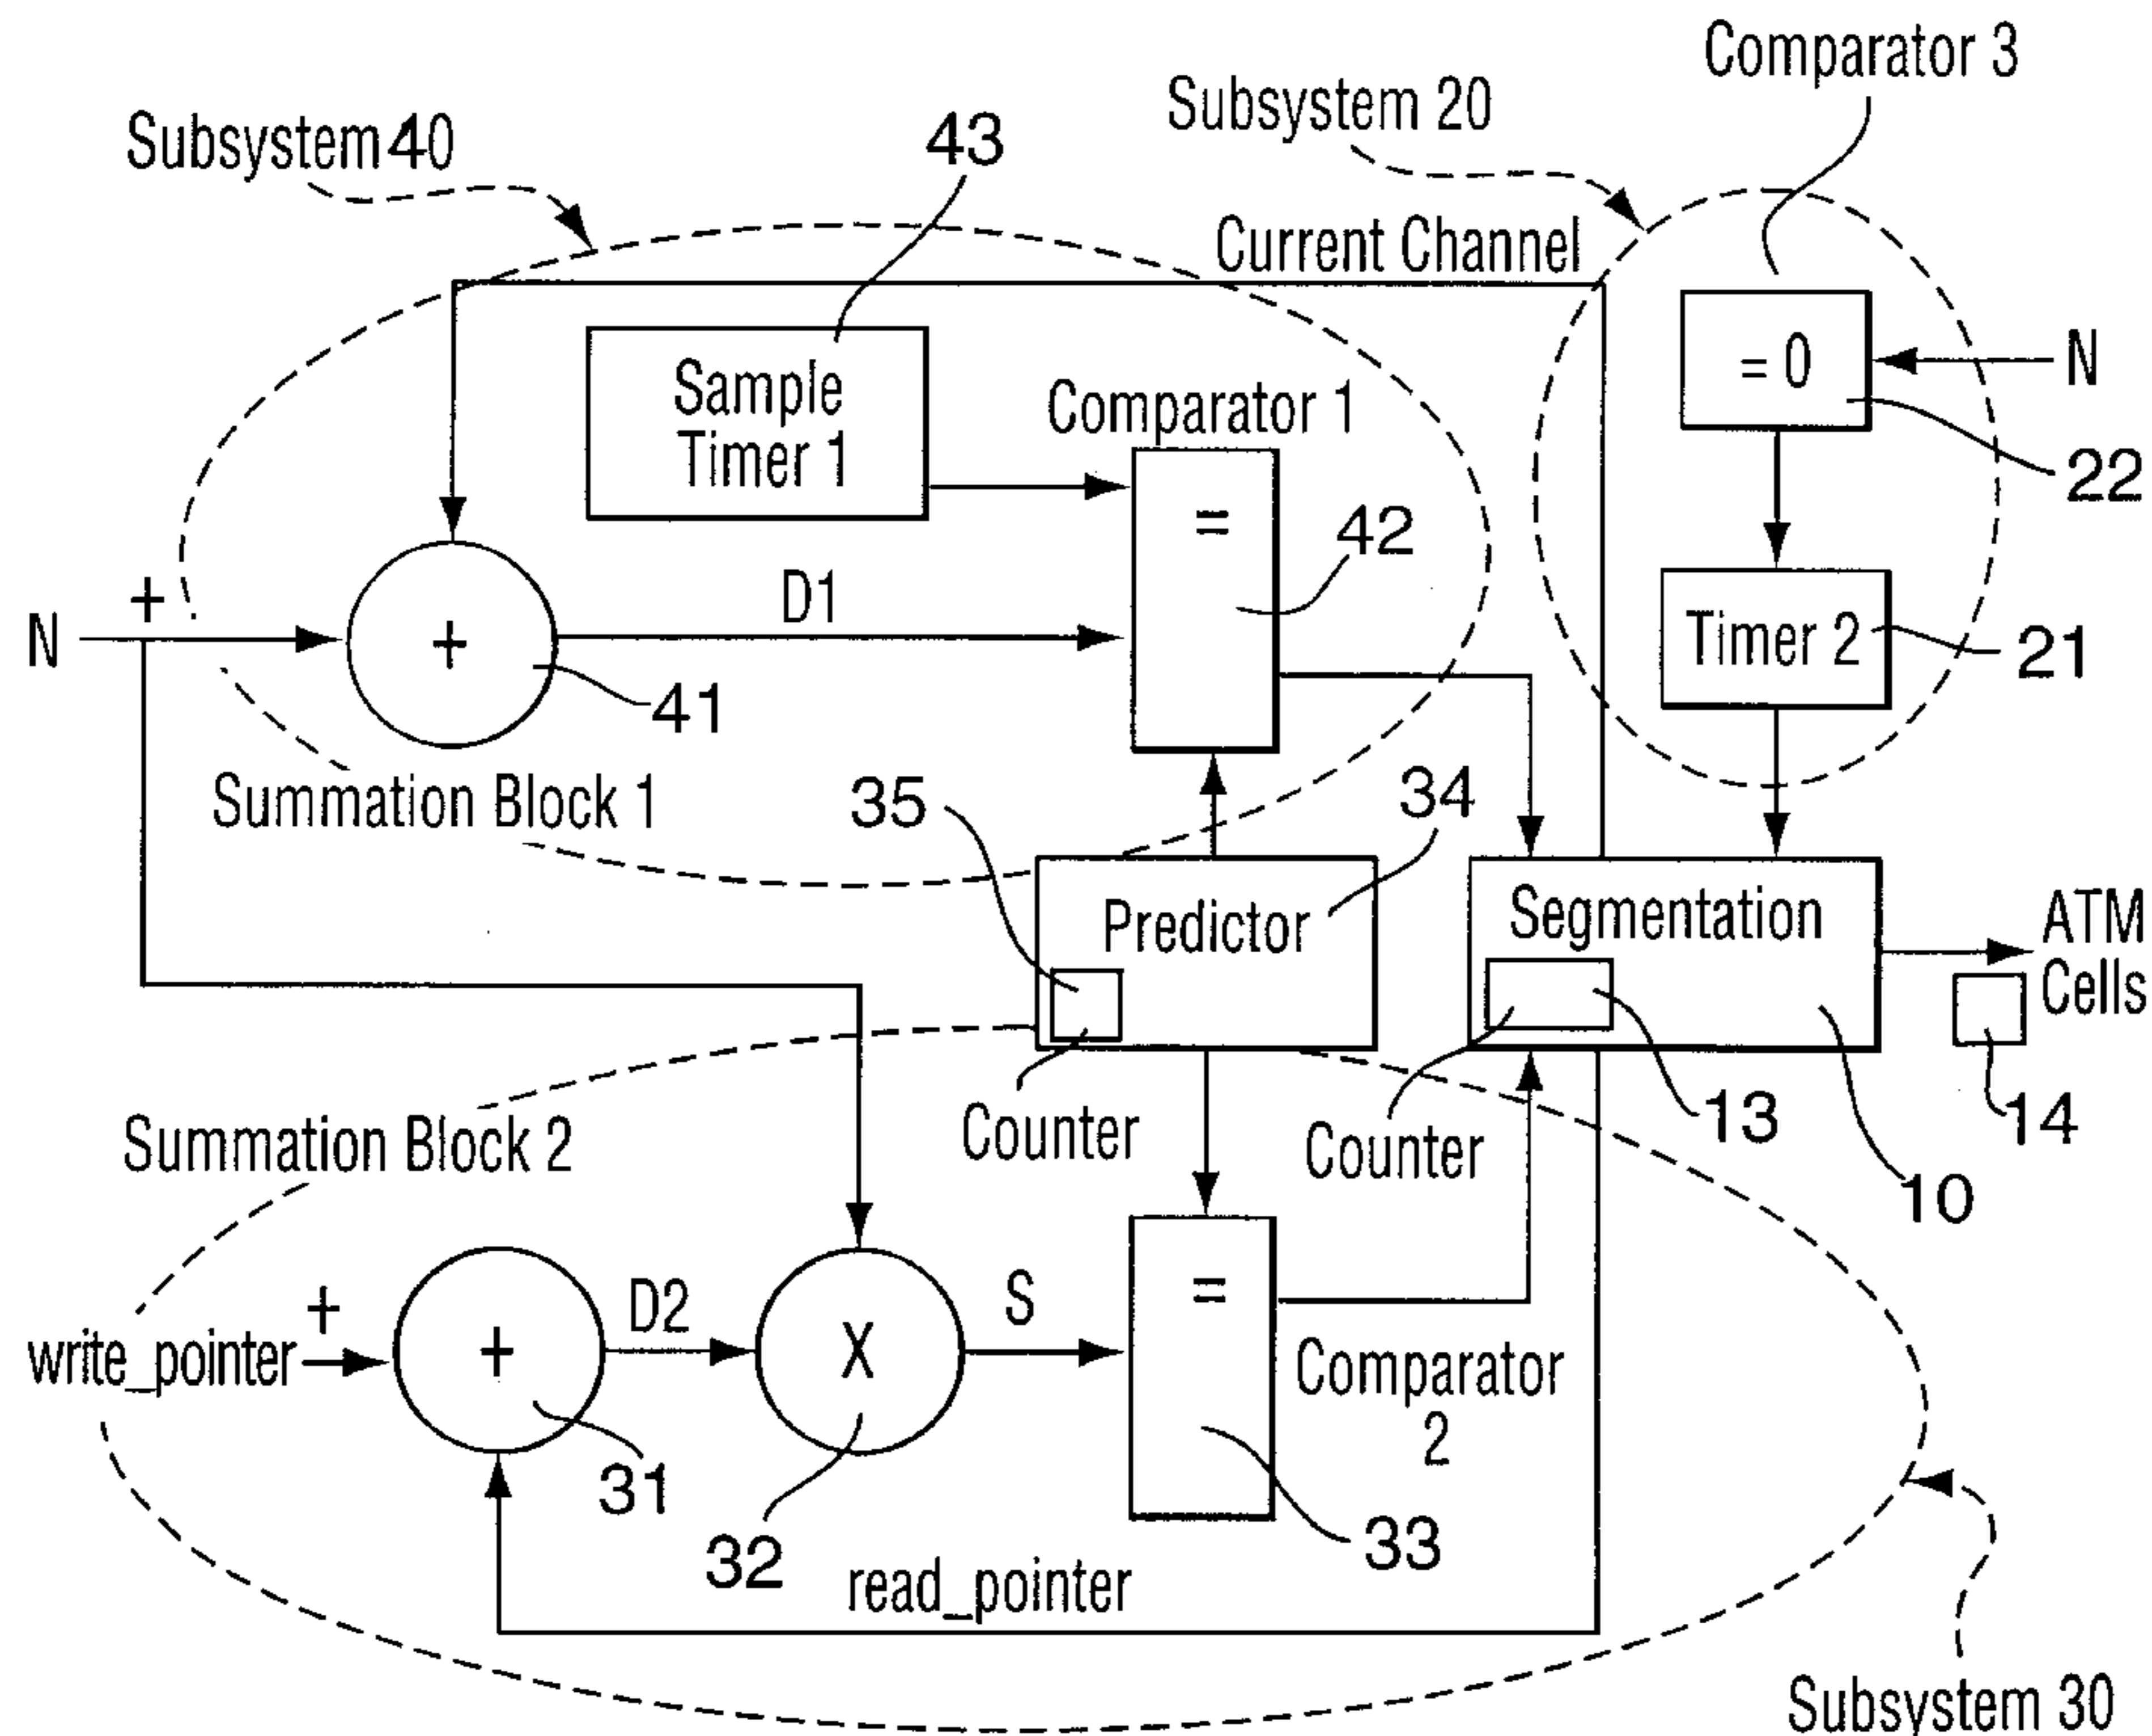 Comparator 3
Subsystem 20
Subsystem 40
43
Current Channel
= 0
N
Sample
Timer 1
Comparator 1
22
=
42
+
D1
N
+
Timer 2
21
41
Summation Block 1
35
34
Predictor
Segmentation
ATM
Cells
Counter
13
14
Summation Block 2
Counter
10
+
D2
S
=
write_pointer
+
X
Comparator
2
31
32
33
read_pointer
Subsystem 30